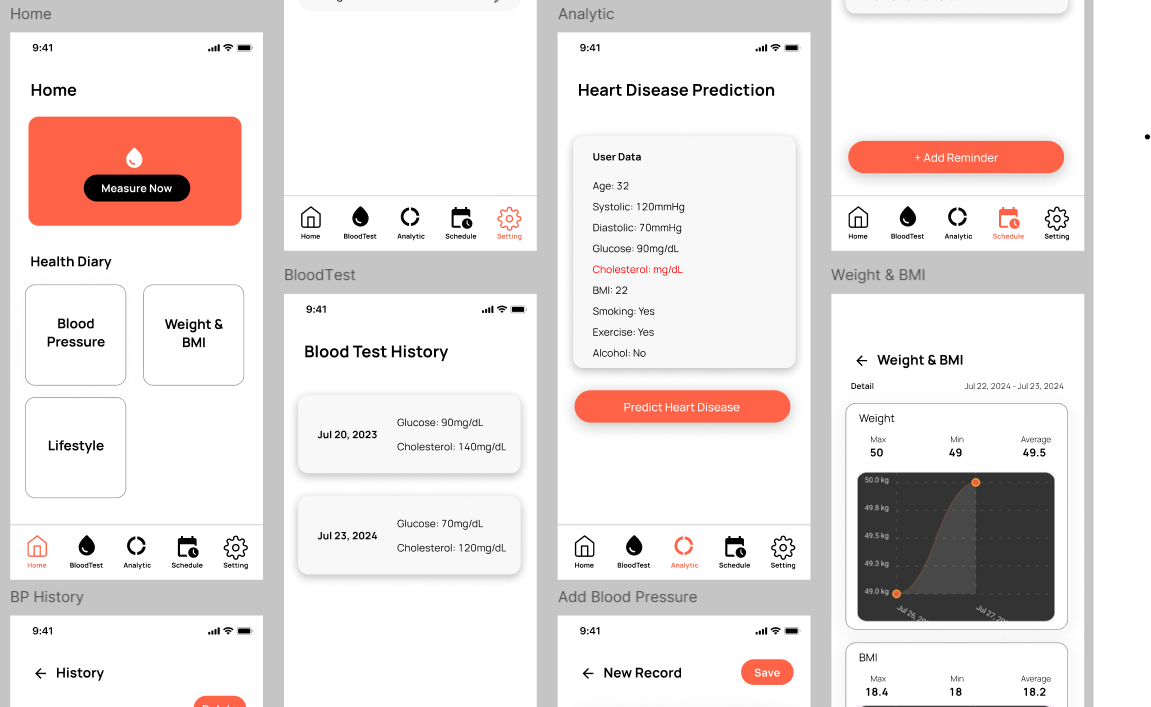 Home
9:41
Home
Measure Now
Health Diary
Blood
Pressure
Weight &
BMI
Lifestyle
Home
BloodTest
Analytic
Schedule
Setting
BP History
9:41
History
Home
BloodTest
Analytic
Schedule
Setting
BloodTest
9:41
Blood Test History
Jul 20, 2023
Glucose: 90mg/dL
Cholesterol: 140mg/dL
Jul 23, 2024
Glucose: 70mg/dL
Cholesterol: 120mg/dL
Analytic
9:41
Heart Disease Prediction
User Data
Age: 32
Systolic: 120mmHg
Diastolic: 70mmHg
Glucose: 90mg/dL
Cholesterol: mg/dL
BMI: 22
Smoking: Yes
Exercise: Yes
Alcohol: No
Predict Heart Disease
Home
BloodTest
Analytic
Schedule
Setting
Add Blood Pressure
9:41
New Record
Save
+ Add Reminder
Home
BloodTest
Analytic
Schedule
Setting
Weight & BMI
Weight & BMI
Detail
Jul 22, 2024 - Jul 23, 2024
Weight
Max
Min
Average
50
49
49.5
50.0 kg
49.8 kg
49.5 kg
49.3 kg
49.0 kg
Jul 26, 20
Jul 27, 20
BMI
Max
Min
Average
18.4
18
18.2